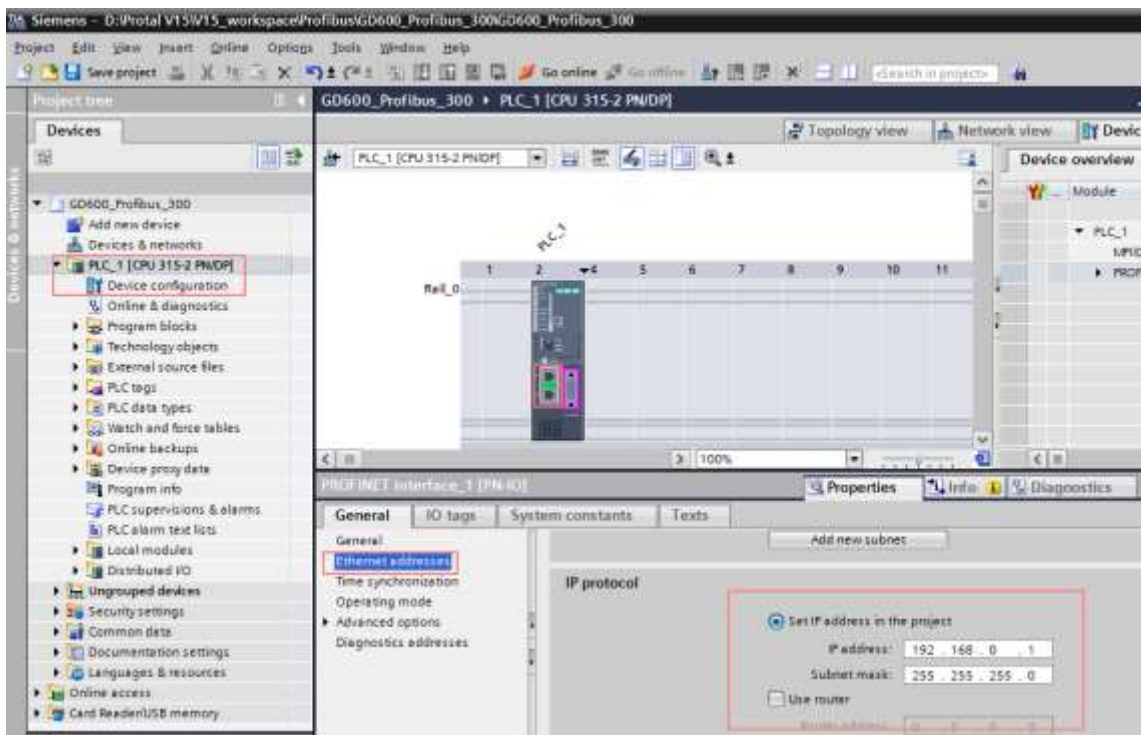 Siemens - D:\Protal V15\V15_workspace\Profibus\GD600_Profibus_300\GD600_Profibus_300
Project Edit View Insert Online Options Tools Window Help
Save project Go online Go offline <Search in project>
Project tree
GD600_Profibus_300 PLC_1 [CPU 315-2 PN/DP]
Devices
Topology view Network view Devic
PLC_1 [CPU 315-2 PN/DP] Device overview
Devices & networks
Module
GD600_Profibus_300
Add new device
Devices & networks
PLC_1 [CPU 315-2 PN/DP]
Device configuration
Online & diagnostics
Program blocks
Technology objects
External source files
PLC tags
PLC data types
Watch and force tables
Online backups
Device proxy data
Program info
PLC supervisions & alarms
PLC alarm text lists
Local modules
Distributed I/O
Ungrouped devices
Security settings
Common data
Documentation settings
Languages & resources
Online access
Card Reader/USB memory
PLC_1
1 2 4 5 6 7 8 9 10 11
Rail_0
PLC_1
100%
PROFINET interface_1 [PN-IO]
Properties Info Diagnostics
General IO tags System constants Texts
General
Ethernet addresses
Time synchronization
Operating mode
Advanced options
Diagnostics addresses
Add new subnet
IP protocol
Set IP address in the project
IP address: 192 . 168 . 0 . 1
Subnet mask: 255 . 255 . 255 . 0
Use router